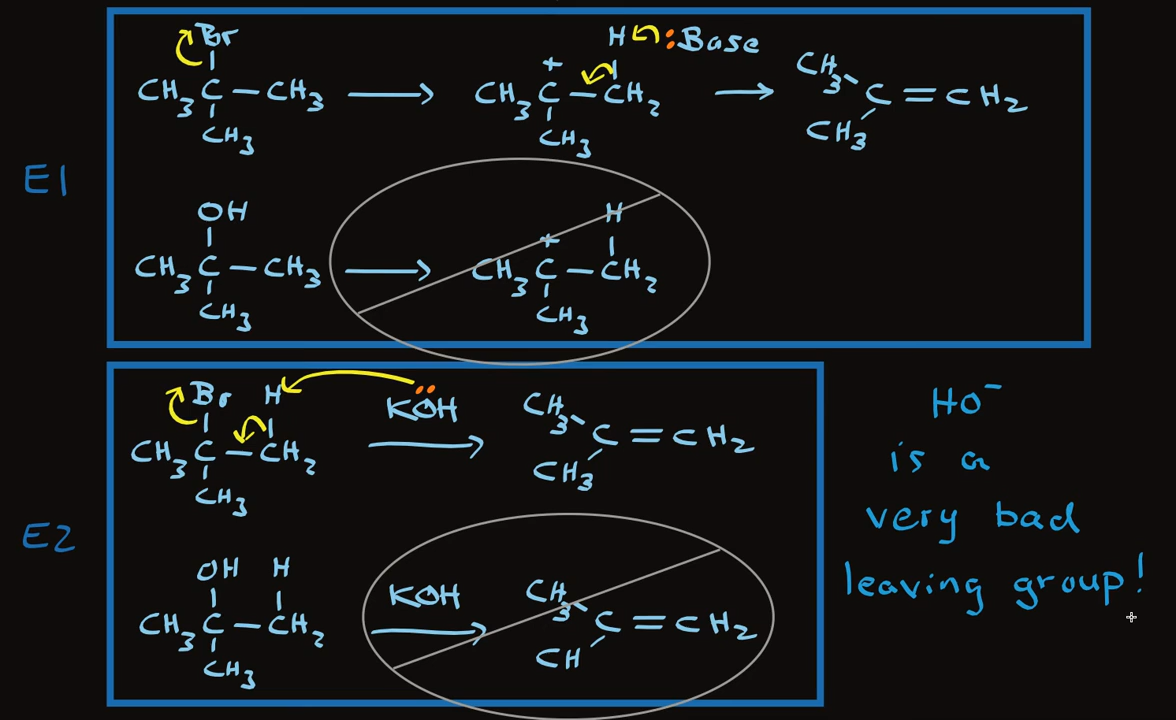 Br H :Base
CH3 C — CH3 → CH3 C+ — CH2 → CH3 C = CH2
CH3 CH3 CH3
E1
OH H
CH3 C — CH3 → CH3 C+ — CH2
CH3 CH3
Br H KOH CH3
CH3 C — CH2 → C = CH2
CH3 CH3
E2
OH H KOH CH3
CH3 C — CH2 → C = CH2
CH3 CH
HO−
is a
very bad
leaving group!